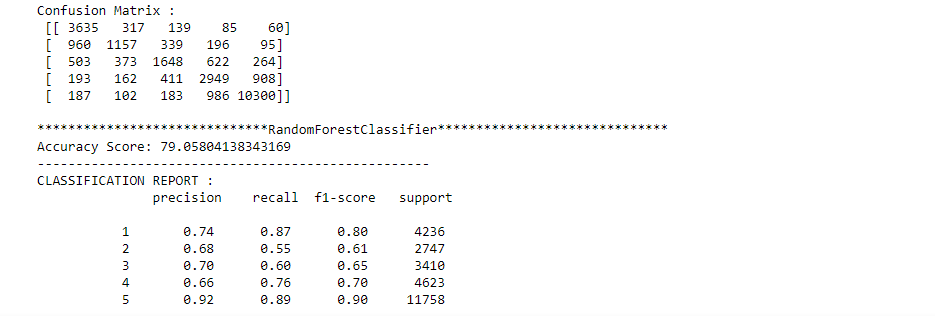 Confusion Matrix :
[[ 3635 317 139 85 60]
[ 960 1157 339 196 95]
[ 503 373 1648 622 264]
[ 193 162 411 2949 908]
[ 187 102 183 986 10300]]
******************************RandomForestClassifier******************************
Accuracy Score: 79.05804138343169
---------------------------------------------------
CLASSIFICATION REPORT :
precision recall f1-score support
1 0.74 0.87 0.80 4236
2 0.68 0.55 0.61 2747
3 0.70 0.60 0.65 3410
4 0.66 0.76 0.70 4623
5 0.92 0.89 0.90 11758